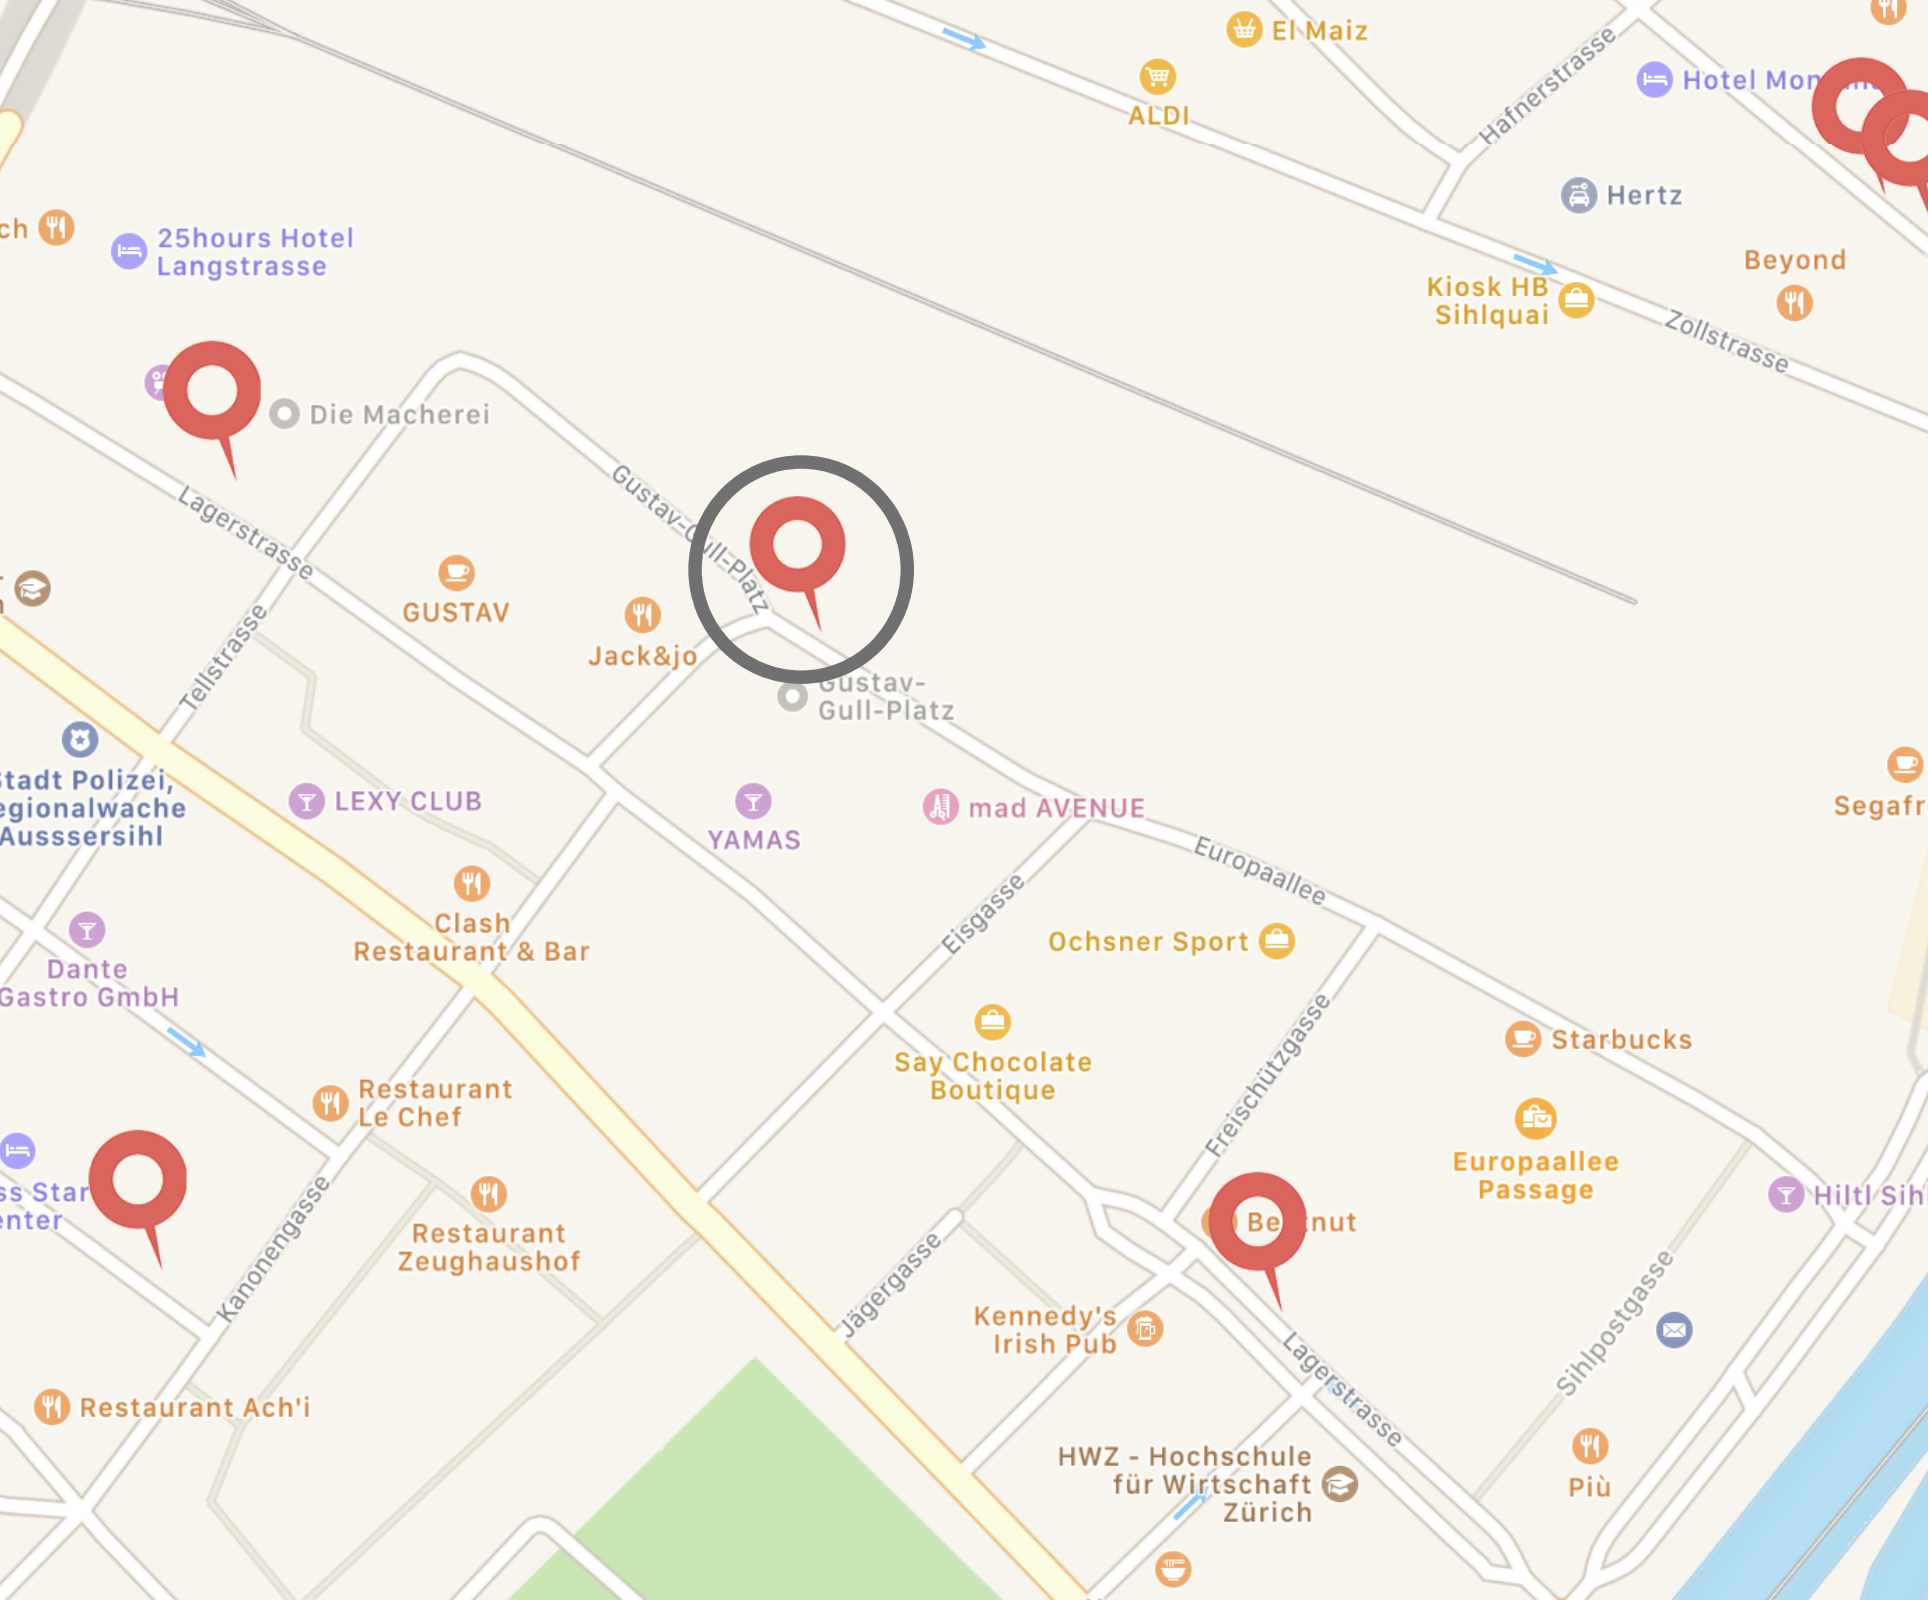 El Maiz
ALDI
Hafnerstrasse
Hertz
Hotel
Beyond
Kiosk HB
Sihlquai
Zollstrasse
25hours Hotel
Langstrasse
Die Macherei
Lagerstrasse
Gustav-Gull-Platz
GUSTAV
Jack&jo
Tellstrasse
Gustav-
Gull-Platz
Stadt Polizei,
egionalwache
Ausssersihl
LEXY CLUB
YAMAS
mad AVENUE
Segafr
Europaallee
Eisgasse
Clash
Restaurant & Bar
Ochsner Sport
Dante
Gastro GmbH
Say Chocolate
Boutique
Freischützgasse
Starbucks
Restaurant
Le Chef
Europaallee
Passage
Kanonengasse
Restaurant
Zeughaushof
Hiltl Sih
Jägergasse
Kennedy's
Irish Pub
Lagerstrasse
Sihlpostgasse
Restaurant Ach'i
HWZ - Hochschule
für Wirtschaft
Zürich
Più